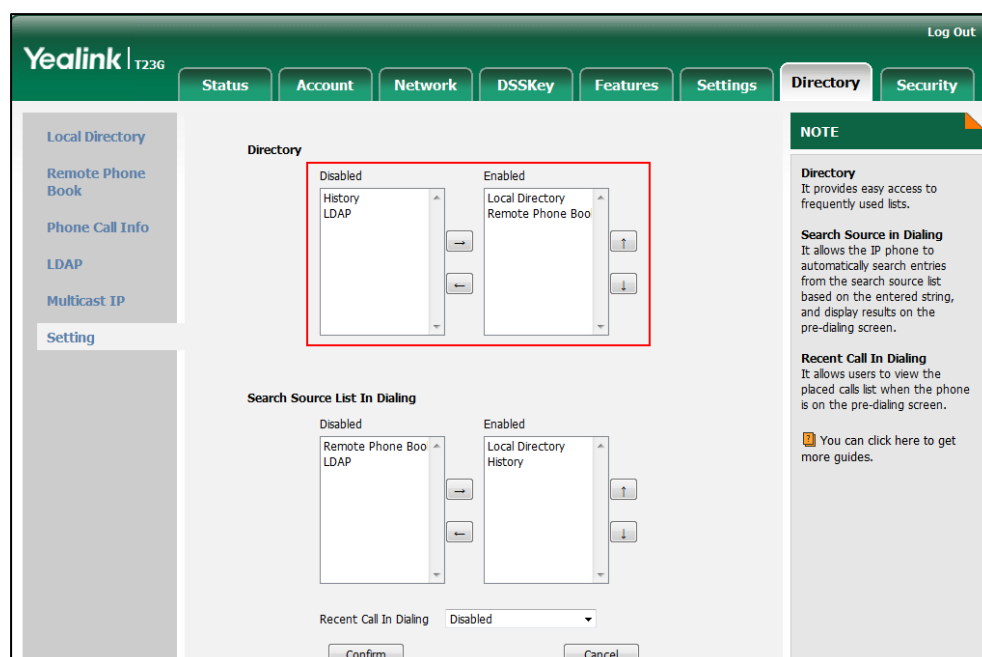 Log Out
Yealink T23G
Status Account Network DSSKey Features Settings Directory Security
Local Directory
Remote Phone
Book
Phone Call Info
LDAP
Multicast IP
Setting
Directory
Disabled Enabled
History
LDAP
Local Directory
Remote Phone Boo
→
←
↑
↓
Search Source List In Dialing
Disabled Enabled
Remote Phone Boo
LDAP
Local Directory
History
→
←
↑
↓
Recent Call In Dialing Disabled
Confirm Cancel
NOTE
Directory
It provides easy access to
frequently used lists.
Search Source in Dialing
It allows the IP phone to
automatically search entries
from the search source list
based on the entered string,
and display results on the
pre-dialing screen.
Recent Call In Dialing
It allows users to view the
placed calls list when the phone
is on the pre-dialing screen.
You can click here to get
more guides.